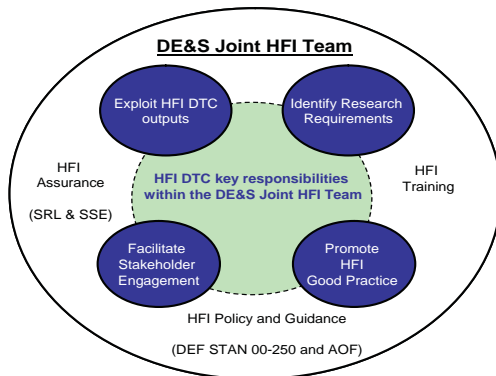 DE&S Joint HFI Team
Exploit HFI DTC
outputs
Identify Research
Requirements
HFI
Assurance
(SRL & SSE)
HFI DTC key responsibilities
within the DE&S Joint HFI Team
HFI
Training
Facilitate
Stakeholder
Engagement
Promote
HFI
Good Practice
HFI Policy and Guidance
(DEF STAN 00-250 and AOF)